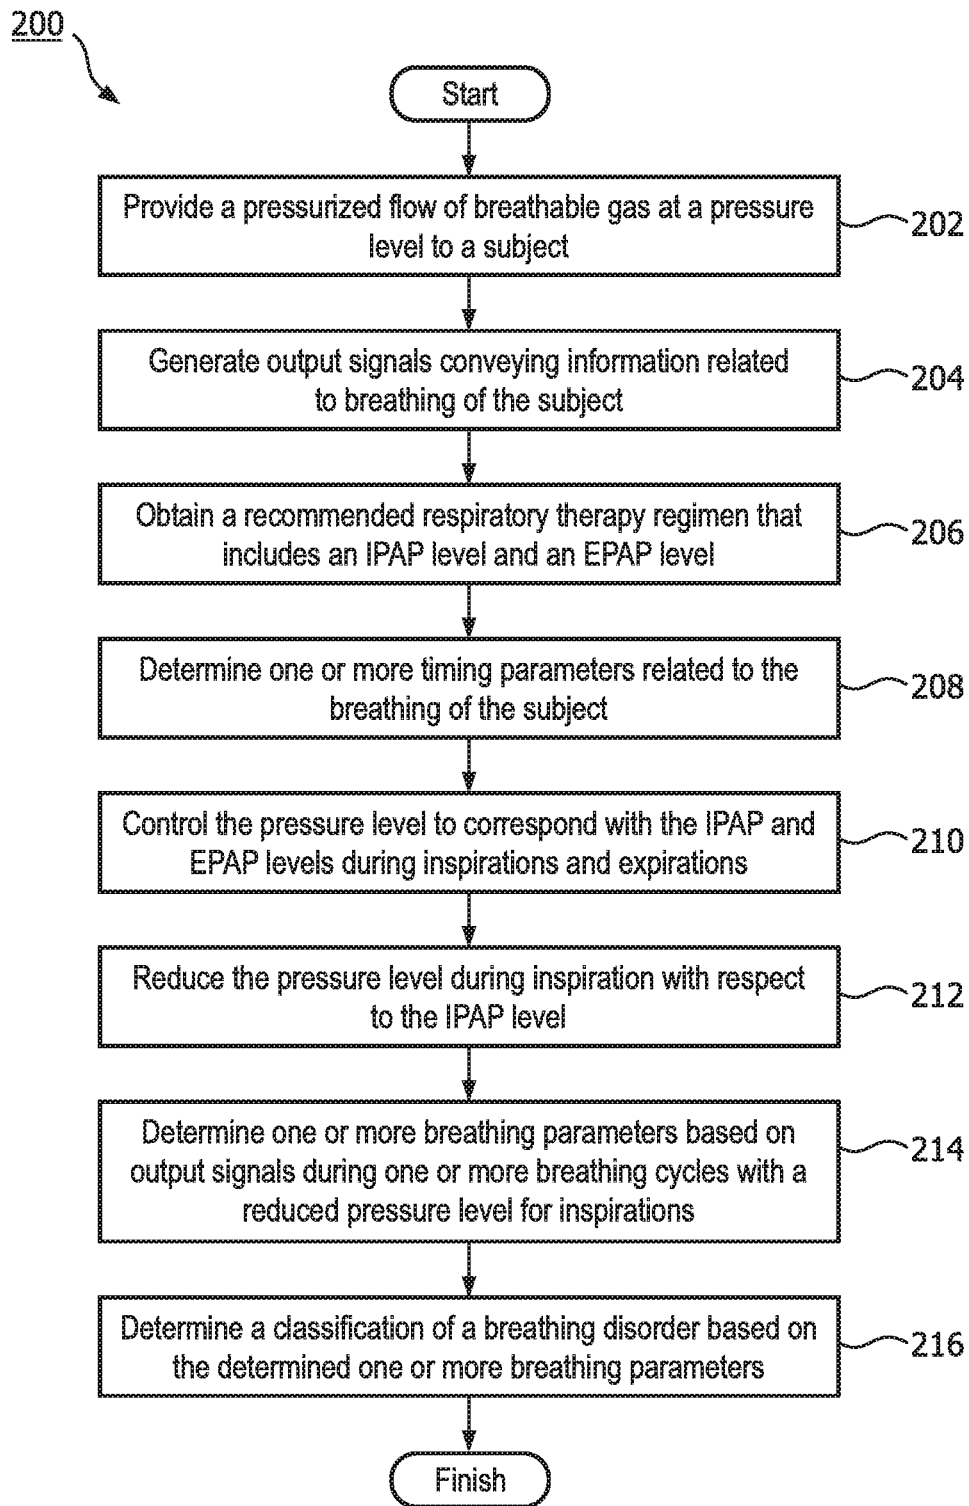 200
Start
Provide a pressurized flow of breathable gas at a pressure
level to a subject
202
Generate output signals conveying information related
to breathing of the subject
204
Obtain a recommended respiratory therapy regimen that
includes an IPAP level and an EPAP level
206
Determine one or more timing parameters related to the
breathing of the subject
208
Control the pressure level to correspond with the IPAP and
EPAP levels during inspirations and expirations
210
Reduce the pressure level during inspiration with respect
to the IPAP level
212
Determine one or more breathing parameters based on
output signals during one or more breathing cycles with a
reduced pressure level for inspirations
214
Determine a classification of a breathing disorder based on
the determined one or more breathing parameters
216
Finish